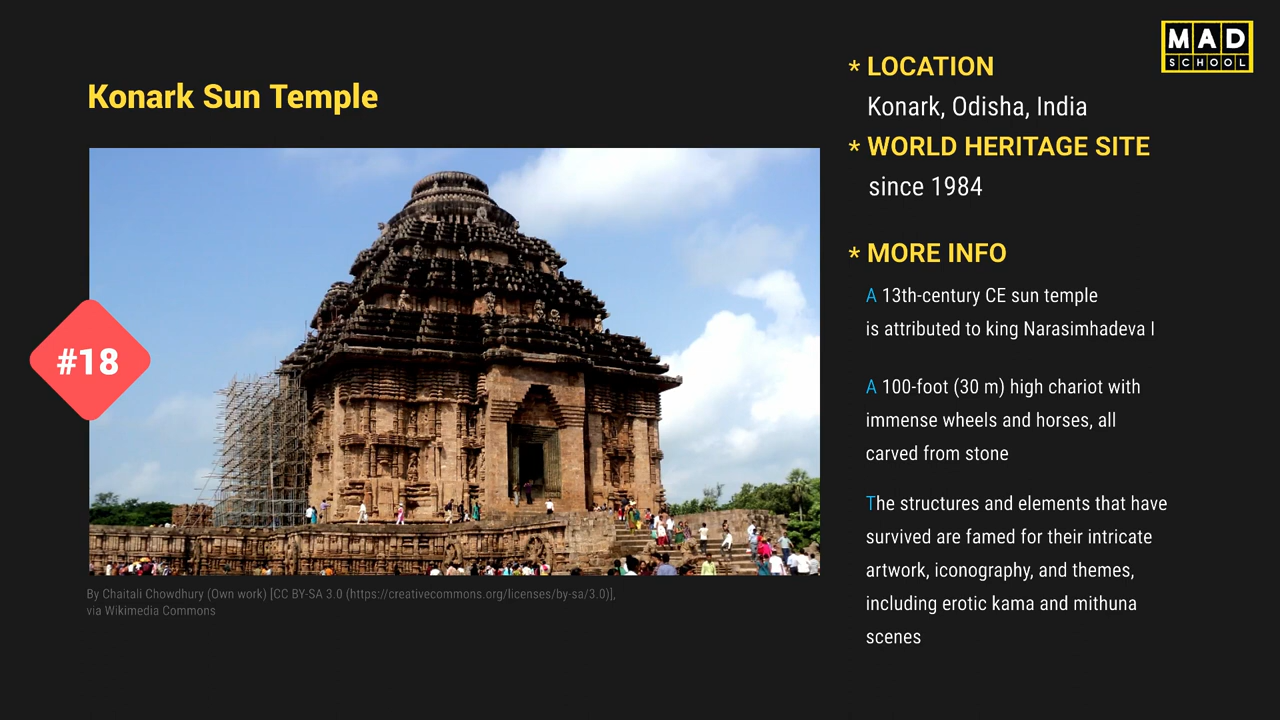 MAD
SCHOOL
Konark Sun Temple
#18
By Chaitali Chowdhury (Own work) [CC BY-SA 3.0 (https://creativecommons.org/licenses/by-sa/3.0)],
via Wikimedia Commons
* LOCATION
Konark, Odisha, India
* WORLD HERITAGE SITE
since 1984
* MORE INFO
A 13th-century CE sun temple
is attributed to king Narasimhadeva I
A 100-foot (30 m) high chariot with
immense wheels and horses, all
carved from stone
The structures and elements that have
survived are famed for their intricate
artwork, iconography, and themes,
including erotic kama and mithuna
scenes